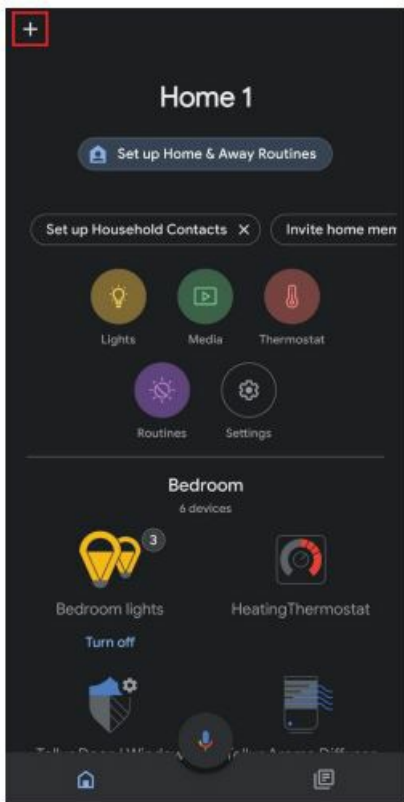 +
Home 1
Set up Home & Away Routines
Set up Household Contacts × Invite home mem
Lights Media Thermostat
Routines Settings
Bedroom
6 devices
3
Bedroom lights HeatingThermostat
Turn off